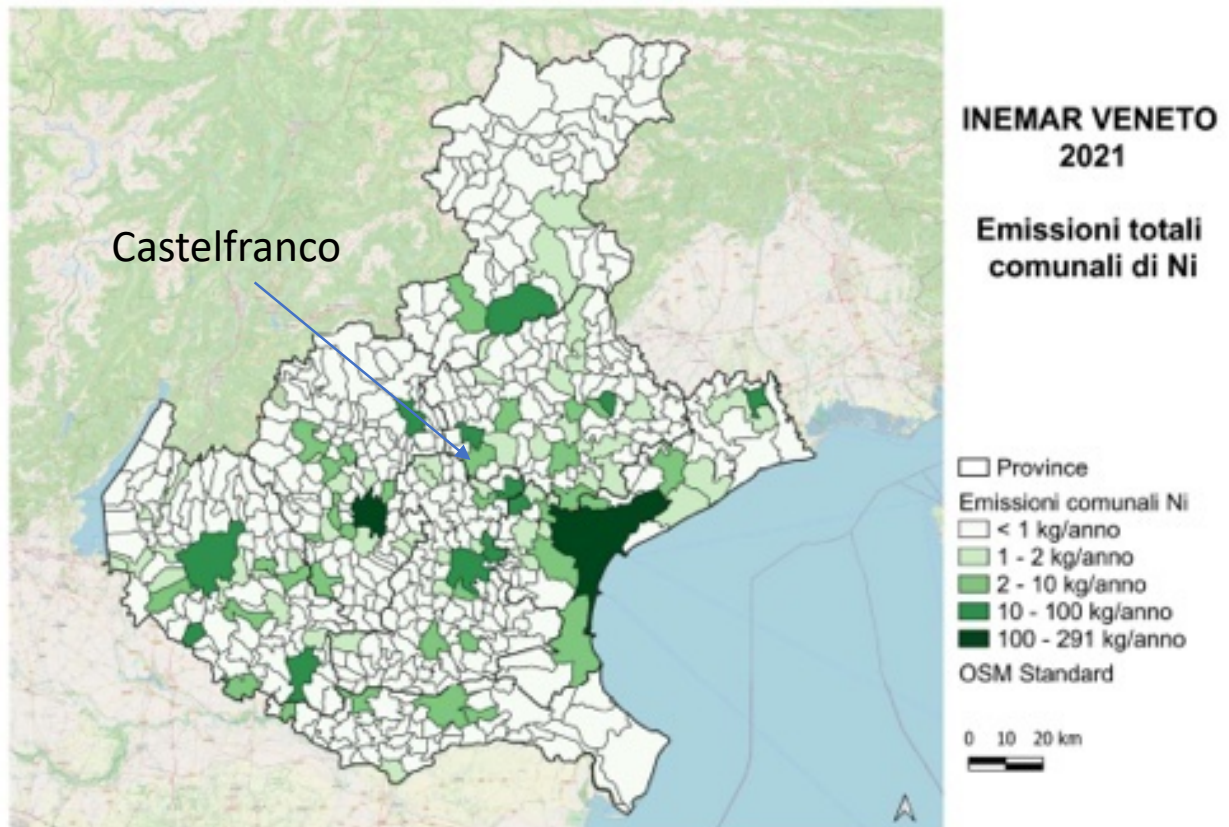 INEMAR VENETO
2021
Emissioni totali
comunali di Ni
Castelfranco
Province
Emissioni comunali Ni
< 1 kg/anno
1 - 2 kg/anno
2 - 10 kg/anno
10 - 100 kg/anno
100 - 291 kg/anno
OSM Standard
0 10 20 km